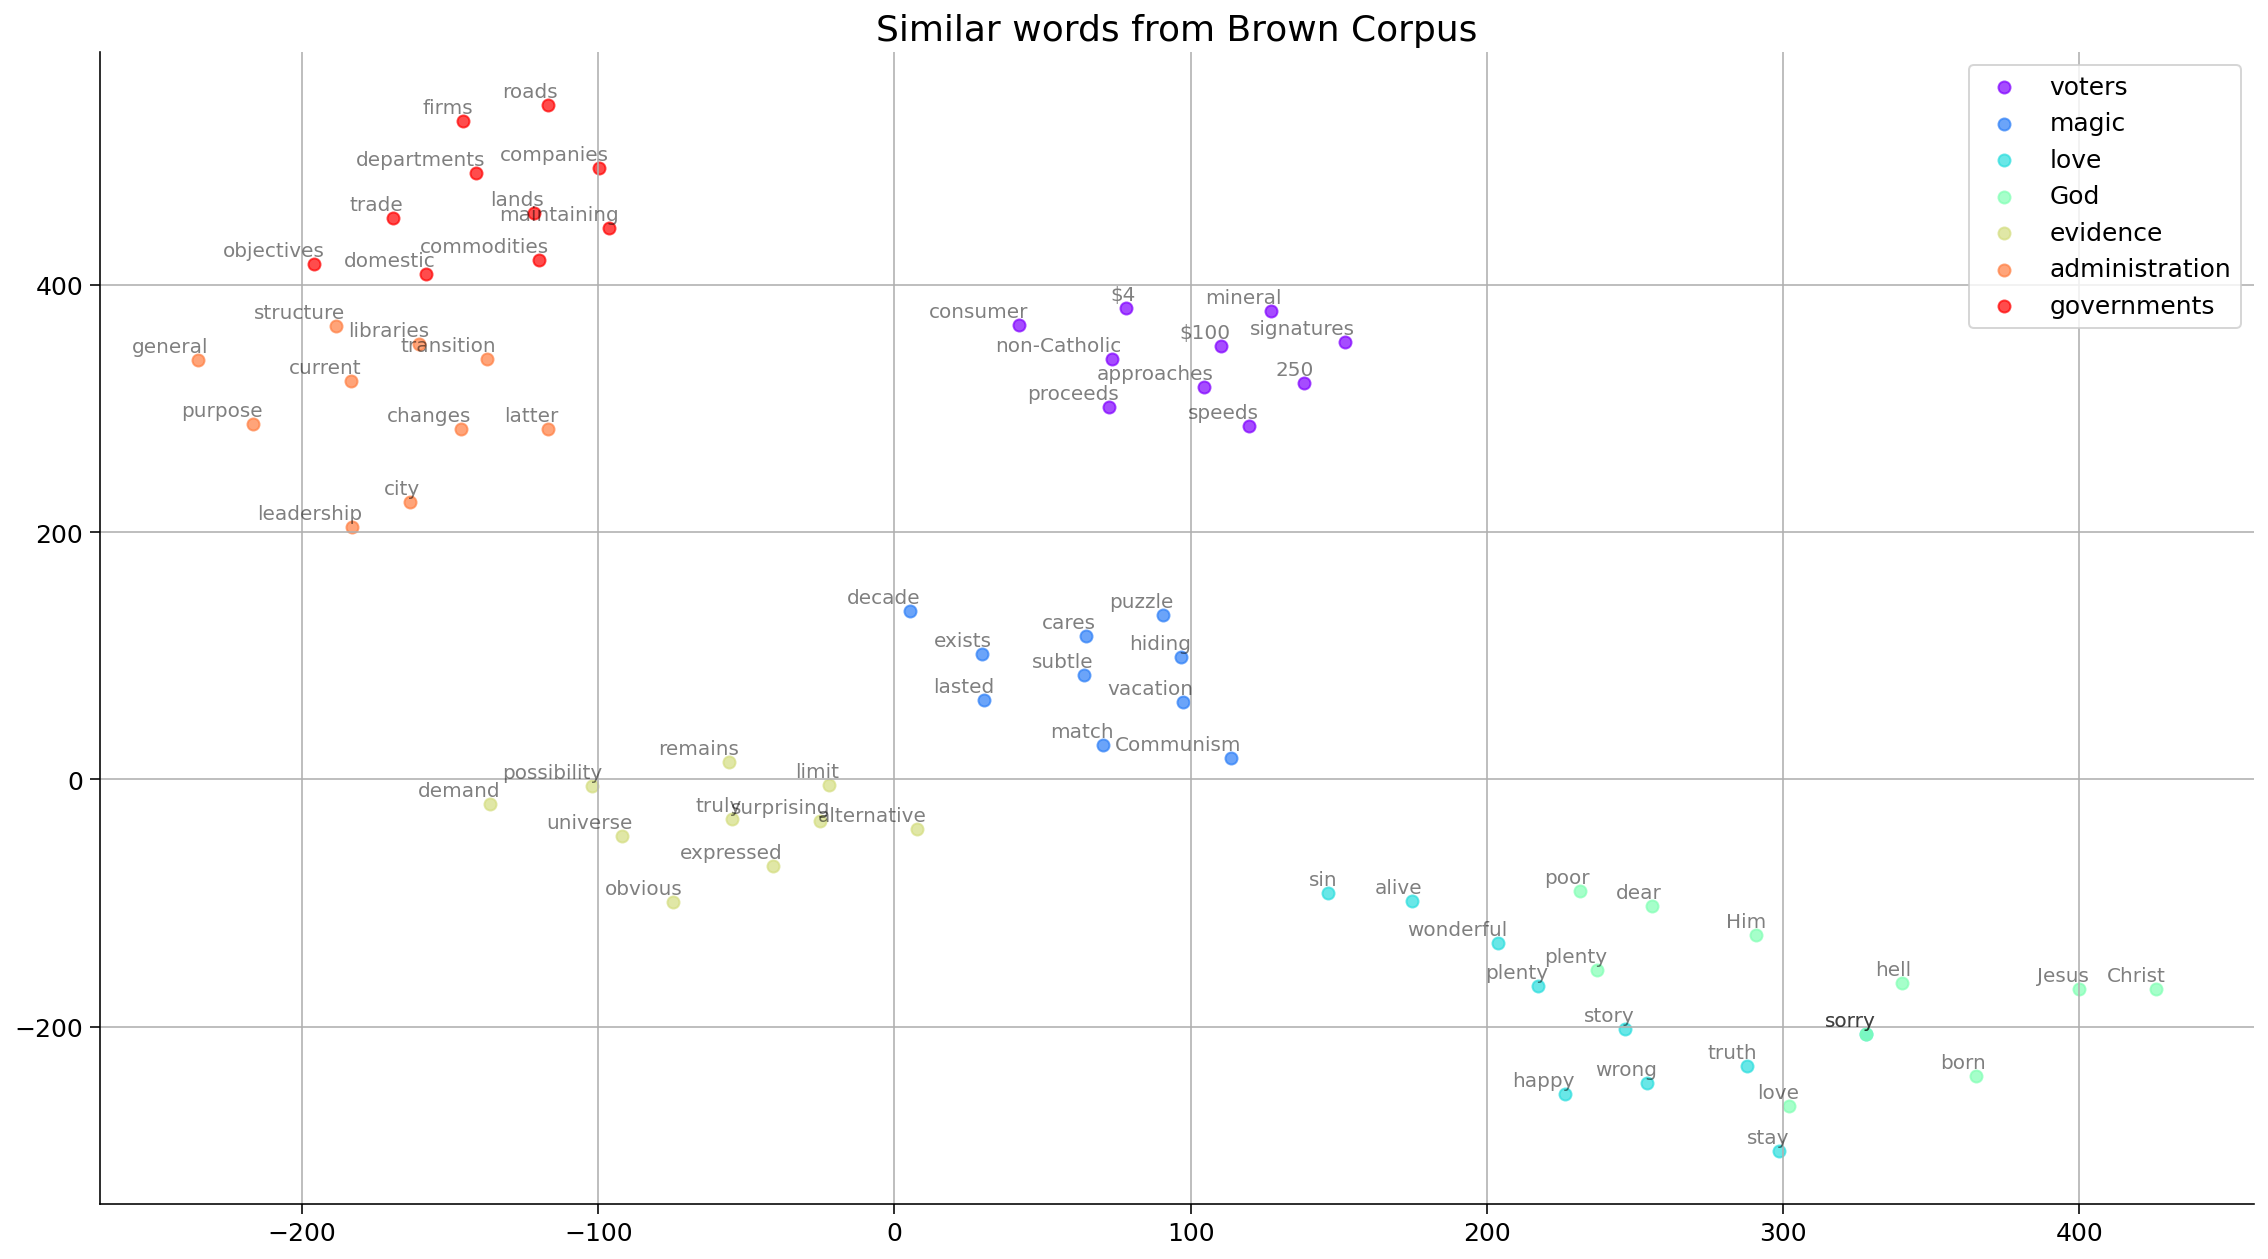 Similar words from Brown Corpus
voters
magic
love
God
evidence
administration
governments
roads
firms
companies
departments
lands
trade
maintaining
commodities
objectives
domestic
structure
libraries
general
transition
current
purpose
changes
latter
city
leadership
$4
mineral
consumer
$100
signatures
non-Catholic
approaches
250
proceeds
speeds
decade
puzzle
cares
exists
hiding
subtle
lasted
vacation
match
Communism
remains
possibility
limit
demand
truly
surprising
alternative
universe
expressed
obvious
sin
alive
poor
dear
wonderful
Him
plenty
plenty
hell
Jesus
Christ
story
sorry
truth
born
happy
wrong
love
stay
400
200
0
−200
−200
−100
0
100
200
300
400